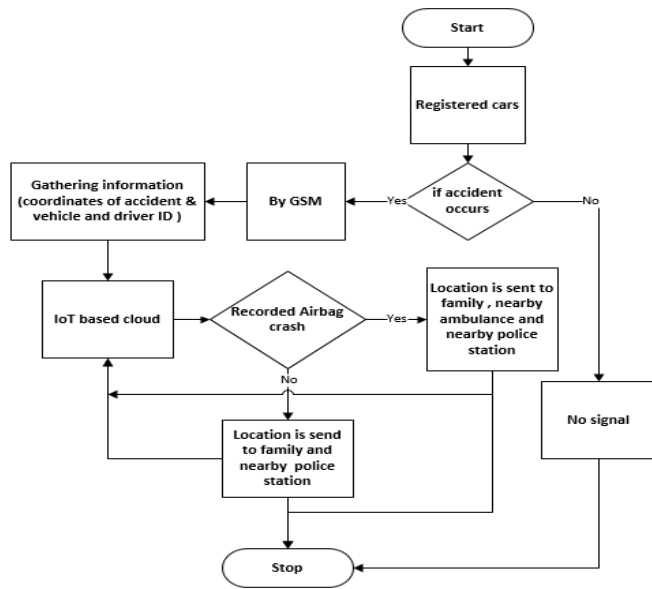 Start
Registered cars
if accident
occurs
Yes
No
By GSM
Gathering information
(coordinates of accident &
vehicle and driver ID )
IoT based cloud
Recorded Airbag
crash
Yes
Location is sent to
family , nearby
ambulance and
nearby police
station
No
Location is send
to family and
nearby police
station
No signal
Stop